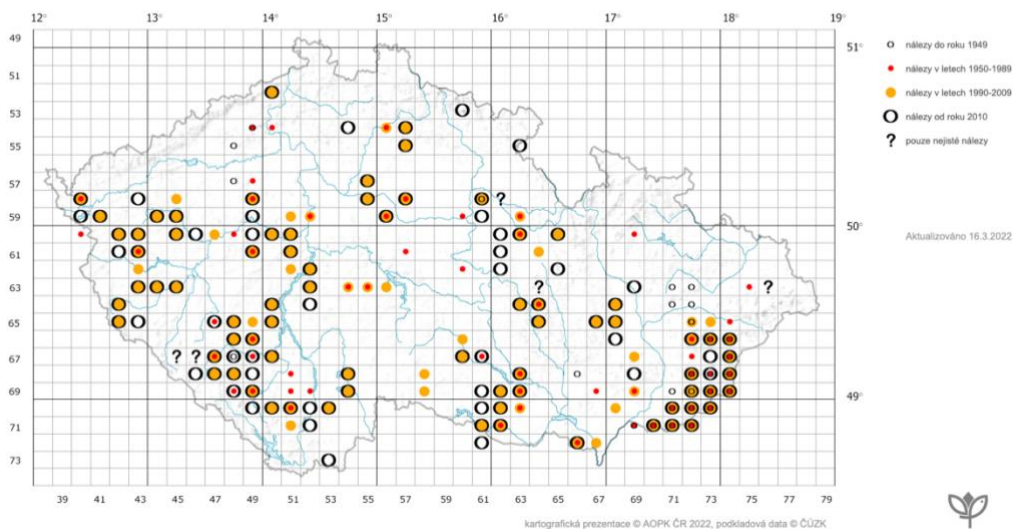 12° 13° 14° 15° 16° 17° 18° 19°
49
51° nálezy do roku 1949
51
nálezy v letech 1950-1989
nálezy v letech 1990-2009
53
nálezy od roku 2010
55
? pouze nejisté nálezy
57
?
59
50°
Aktualizováno 16.3.2022
61
63
? ?
65
67
? ?
69
49°
71
73
39 41 43 45 47 49 51 53 55 57 59 61 63 65 67 69 71 73 75 77 79
kartografická prezentace © AOPK ČR 2022, podkladová data © ČÚZK